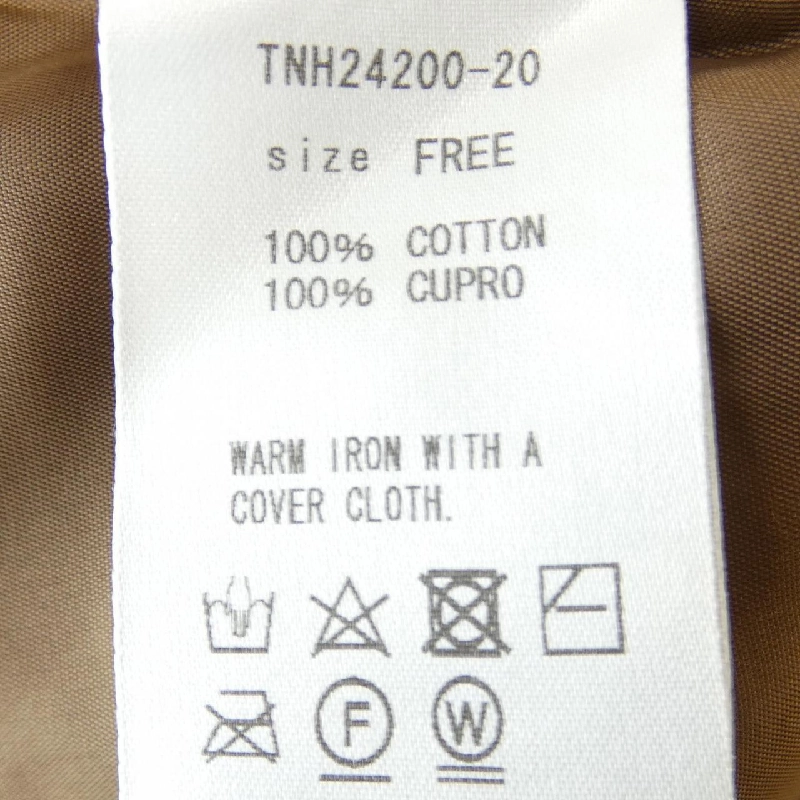 TNH24200-20
size FREE
100% COTTON
100% CUPRO
WARM IRON WITH A
COVER CLOTH.
F W